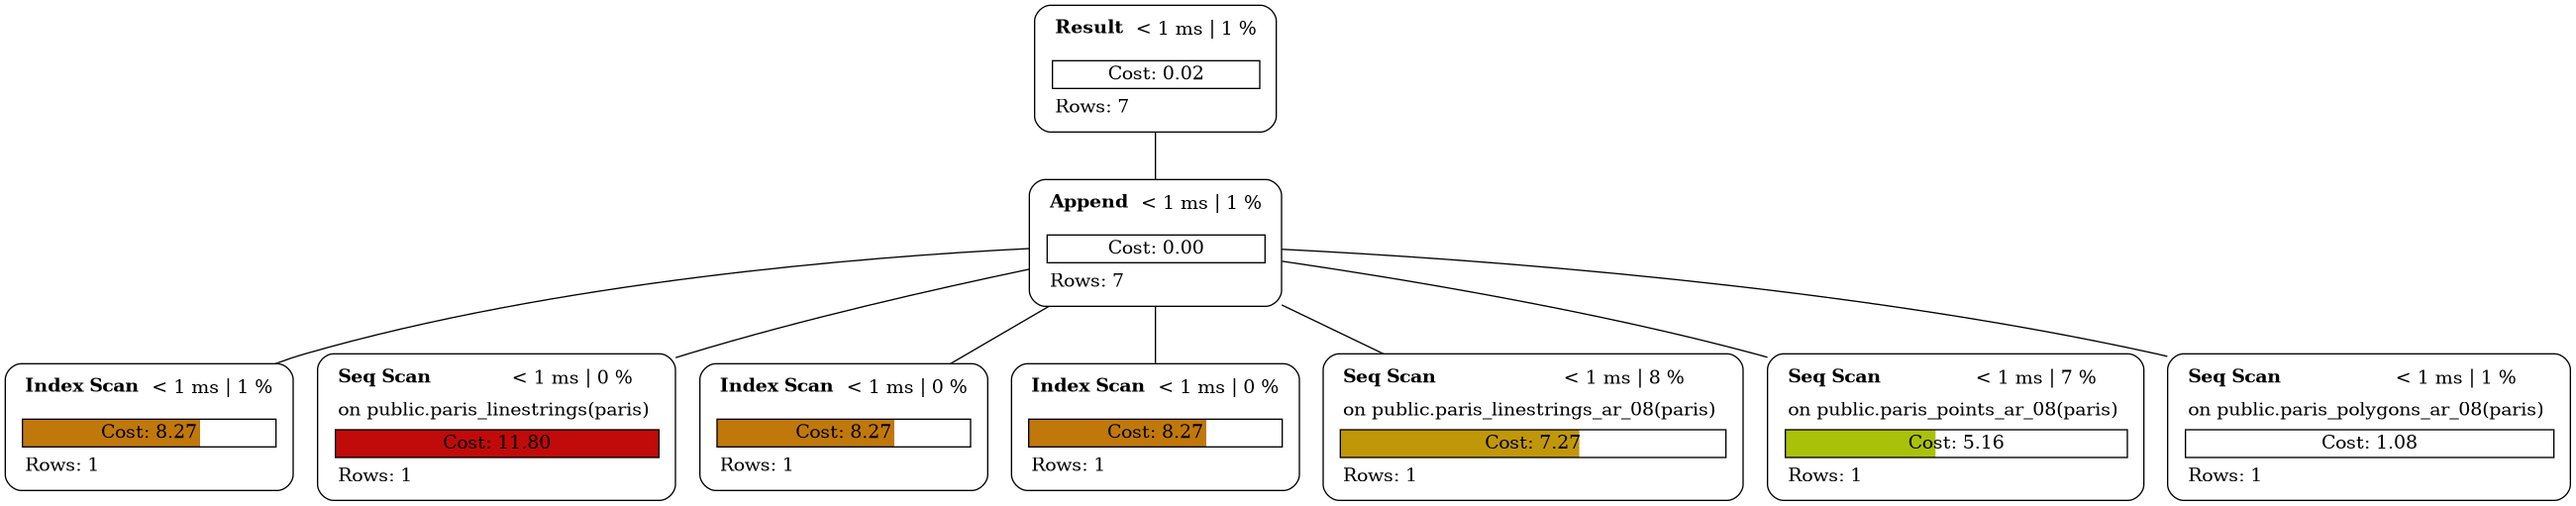 Result < 1 ms | 1 %
Cost: 0.02
Rows: 7
Append < 1 ms | 1 %
Cost: 0.00
Rows: 7
Index Scan < 1 ms | 1 %
Cost: 8.27
Rows: 1
Seq Scan < 1 ms | 0 %
on public.paris_linestrings(paris)
Cost: 11.80
Rows: 1
Index Scan < 1 ms | 0 %
Cost: 8.27
Rows: 1
Index Scan < 1 ms | 0 %
Cost: 8.27
Rows: 1
Seq Scan < 1 ms | 8 %
on public.paris_linestrings_ar_08(paris)
Cost: 7.27
Rows: 1
Seq Scan < 1 ms | 7 %
on public.paris_points_ar_08(paris)
Cost: 5.16
Rows: 1
Seq Scan < 1 ms | 1 %
on public.paris_polygons_ar_08(paris)
Cost: 1.08
Rows: 1